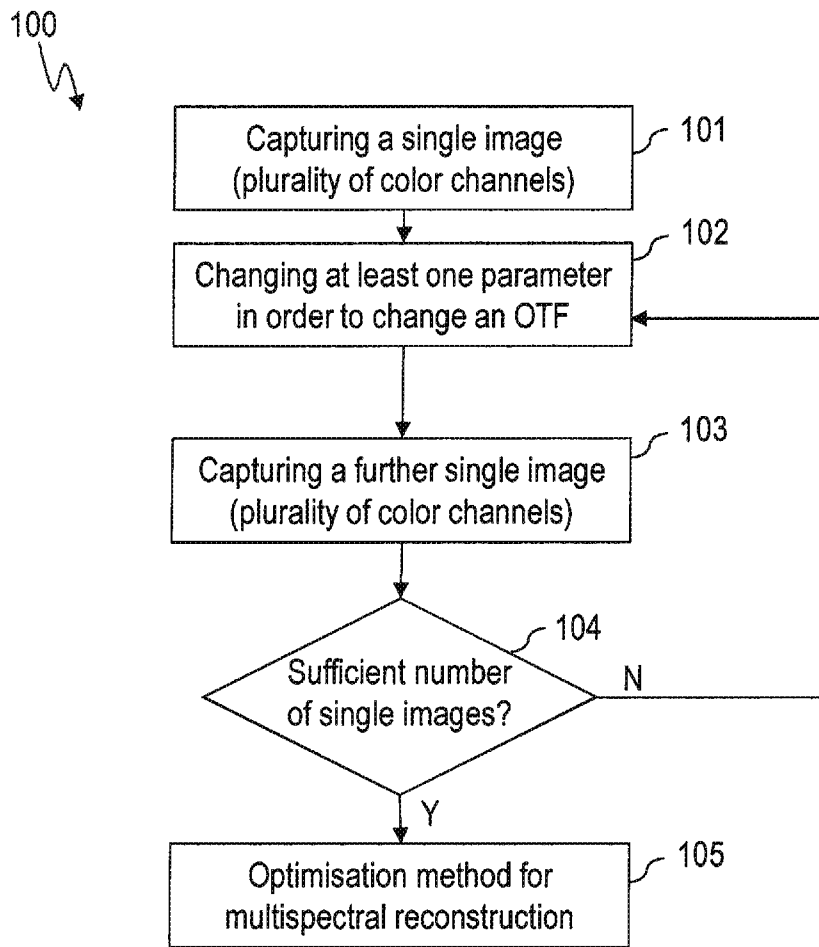 100
Capturing a single image
(plurality of color channels)
101
102
Changing at least one parameter
in order to change an OTF
103
Capturing a further single image
(plurality of color channels)
104
Sufficient number
of single images?
N
Y
105
Optimisation method for
multispectral reconstruction